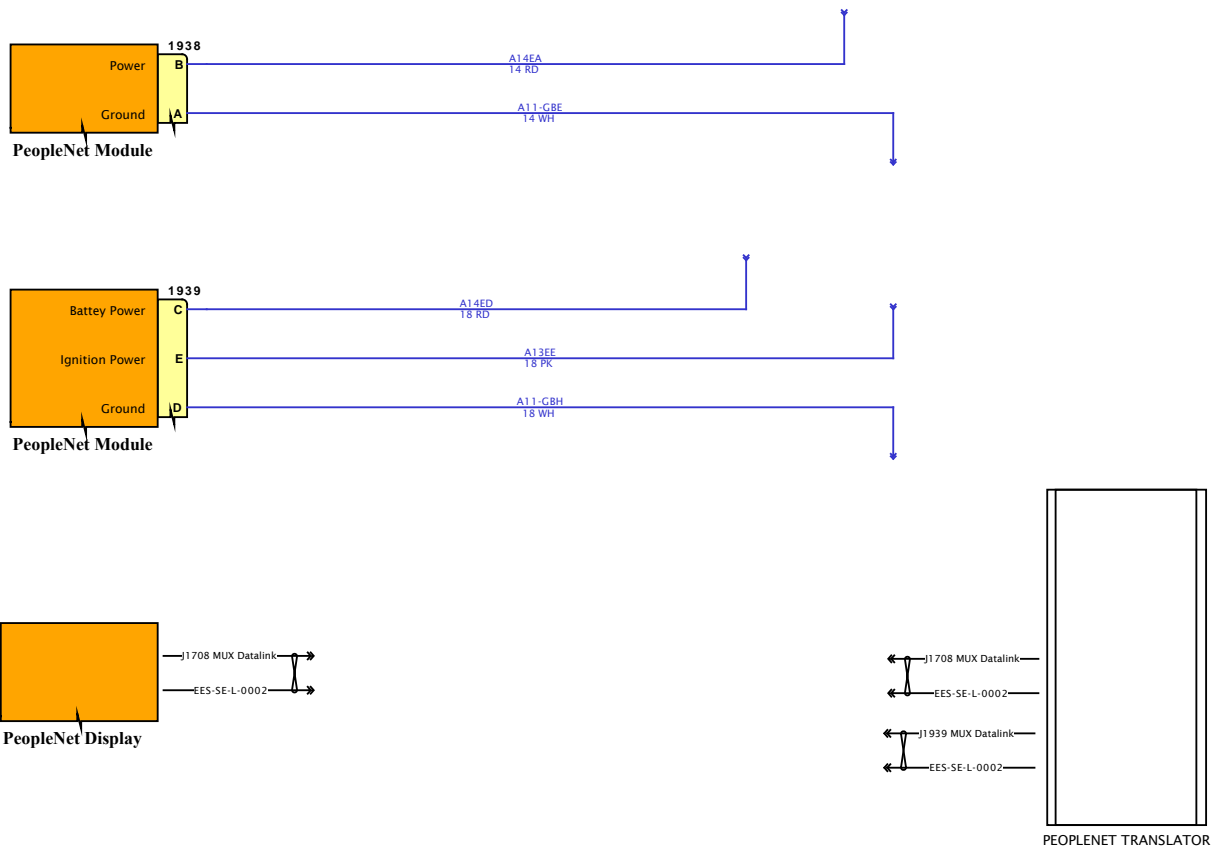 1938
Power
B
A14EA
14 RD
Ground
A
A11-GBE
14 WH
PeopleNet Module
1939
Battey Power
C
A14ED
18 RD
Ignition Power
E
A13EE
18 PK
Ground
D
A11-GBH
18 WH
PeopleNet Module
J1708 MUX Datalink
EES-SE-L-0002
PeopleNet Display
J1708 MUX Datalink
EES-SE-L-0002
J1939 MUX Datalink
EES-SE-L-0002
PEOPLENET TRANSLATOR